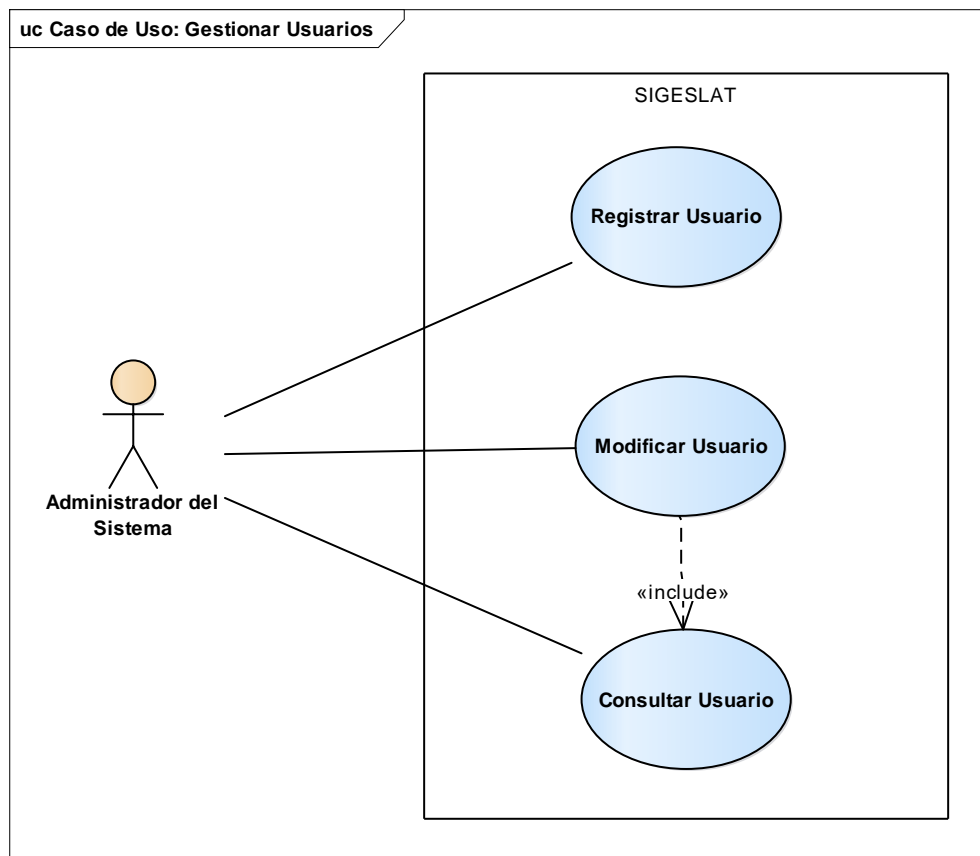 uc Caso de Uso: Gestionar Usuarios
SIGESLAT
Registrar Usuario
Modificar Usuario
Administrador del
Sistema
«include»
Consultar Usuario